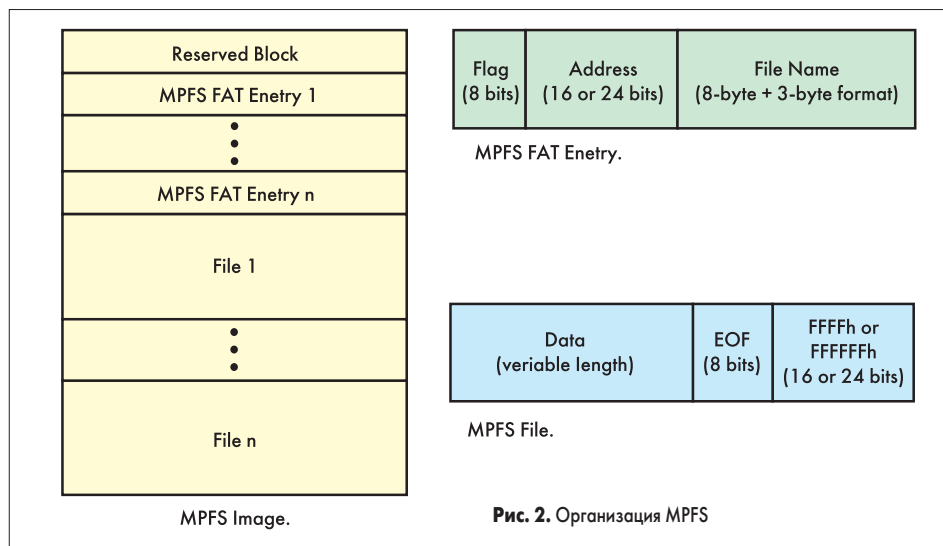 Reserved Block
MPFS FAT Enetry 1
MPFS FAT Enetry n
File 1
File n
MPFS Image.
Flag
(8 bits)
Address
(16 or 24 bits)
File Name
(8-byte + 3-byte format)
MPFS FAT Enetry.
Data
(veriable length)
EOF
(8 bits)
FFFFh or
FFFFFFh
(16 or 24 bits)
MPFS File.
Рис. 2. Организация MPFS